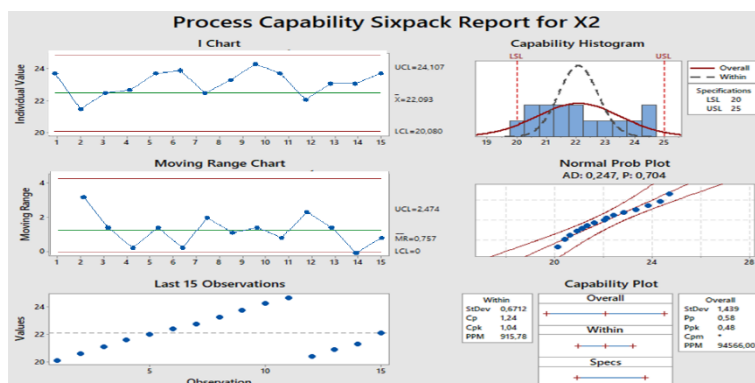 Process Capability Sixpack Report for X2
I Chart
Individual Value
24
22
20
UCL=24,107
X=22,093
LCL=20,080
1 2 3 4 5 6 7 8 9 10 11 12 13 14 15
Moving Range Chart
Moving Range
4
2
0
UCL=2,474
MR=0,757
LCL=0
1 2 3 4 5 6 7 8 9 10 11 12 13 14 15
Last 15 Observations
Values
24
22
20
5 10 15
Observation
Capability Histogram
LSL USL
Overall
Within
Specifications
LSL 20
USL 25
19 20 21 22 23 24 25 26
Normal Prob Plot
AD: 0,247, P: 0,704
20 24 28
Capability Plot
Within
StDev 0,6712
Cp 1,24
Cpk 1,04
PPM 915,78
Overall
Within
Specs
Overall
StDev 1,439
Pp 0,58
Ppk 0,48
Cpm *
PPM 94566,00